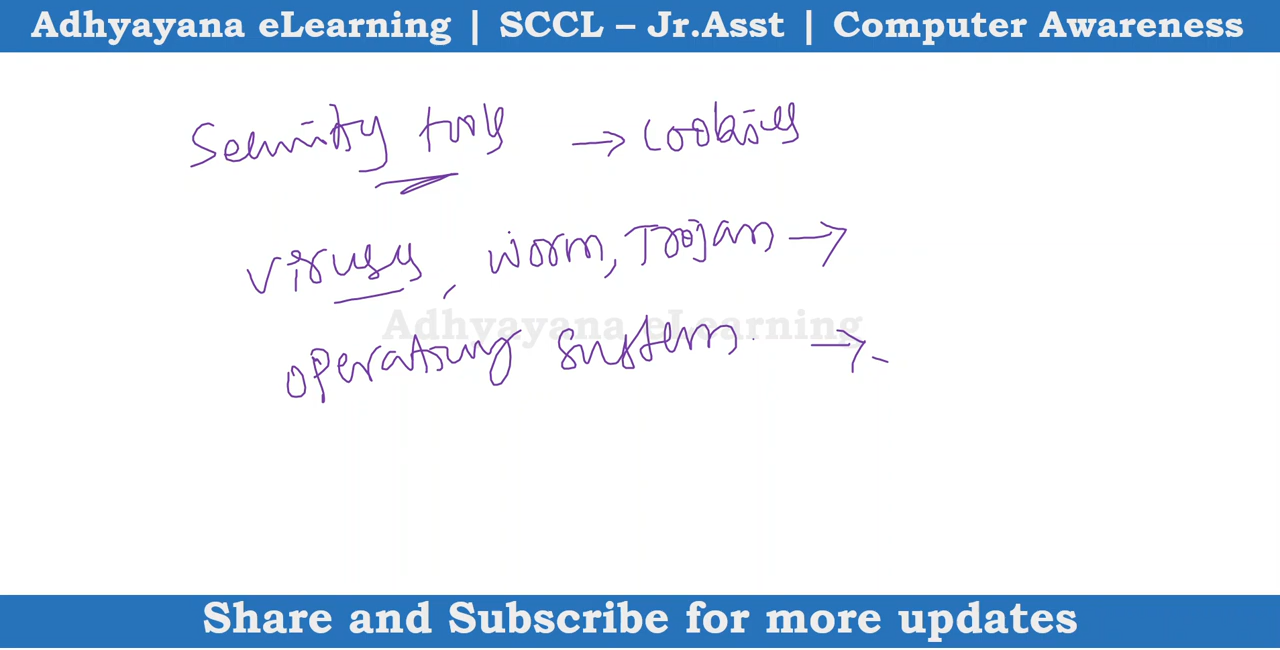 Adhyayana eLearning | SCCL – Jr.Asst | Computer Awareness
Security tools → Cookies
viruses, worm, Trojan →
Adhyayana eLearning
operating system →
Share and Subscribe for more updates